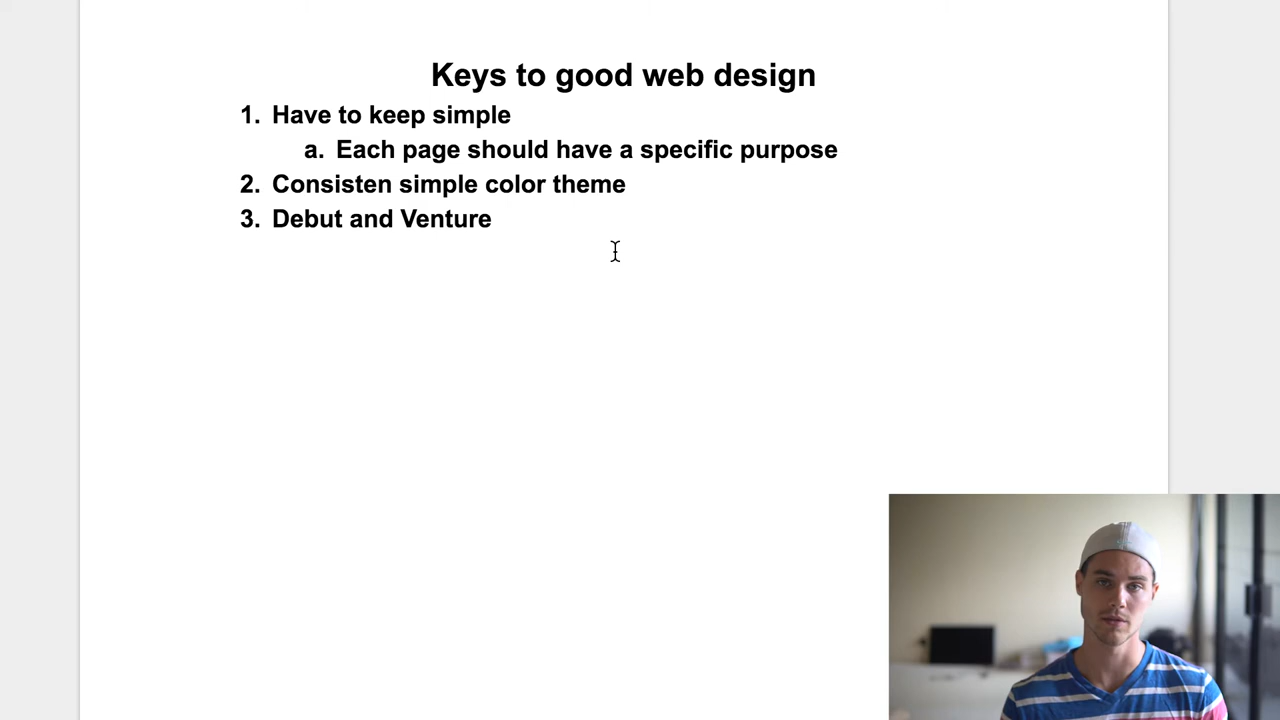 Keys to good web design
1. Have to keep simple
a. Each page should have a specific purpose
2. Consisten simple color theme
3. Debut and Venture